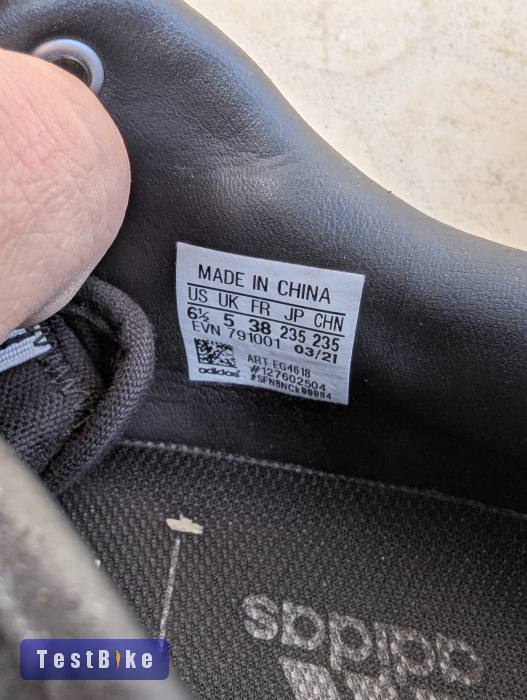 MADE IN CHINA
US UK FR JP CHN
6½ 5 38 235 235
EVN 791001 03/21
ART EG4618
#127602504
adidas
adidas
TestBike